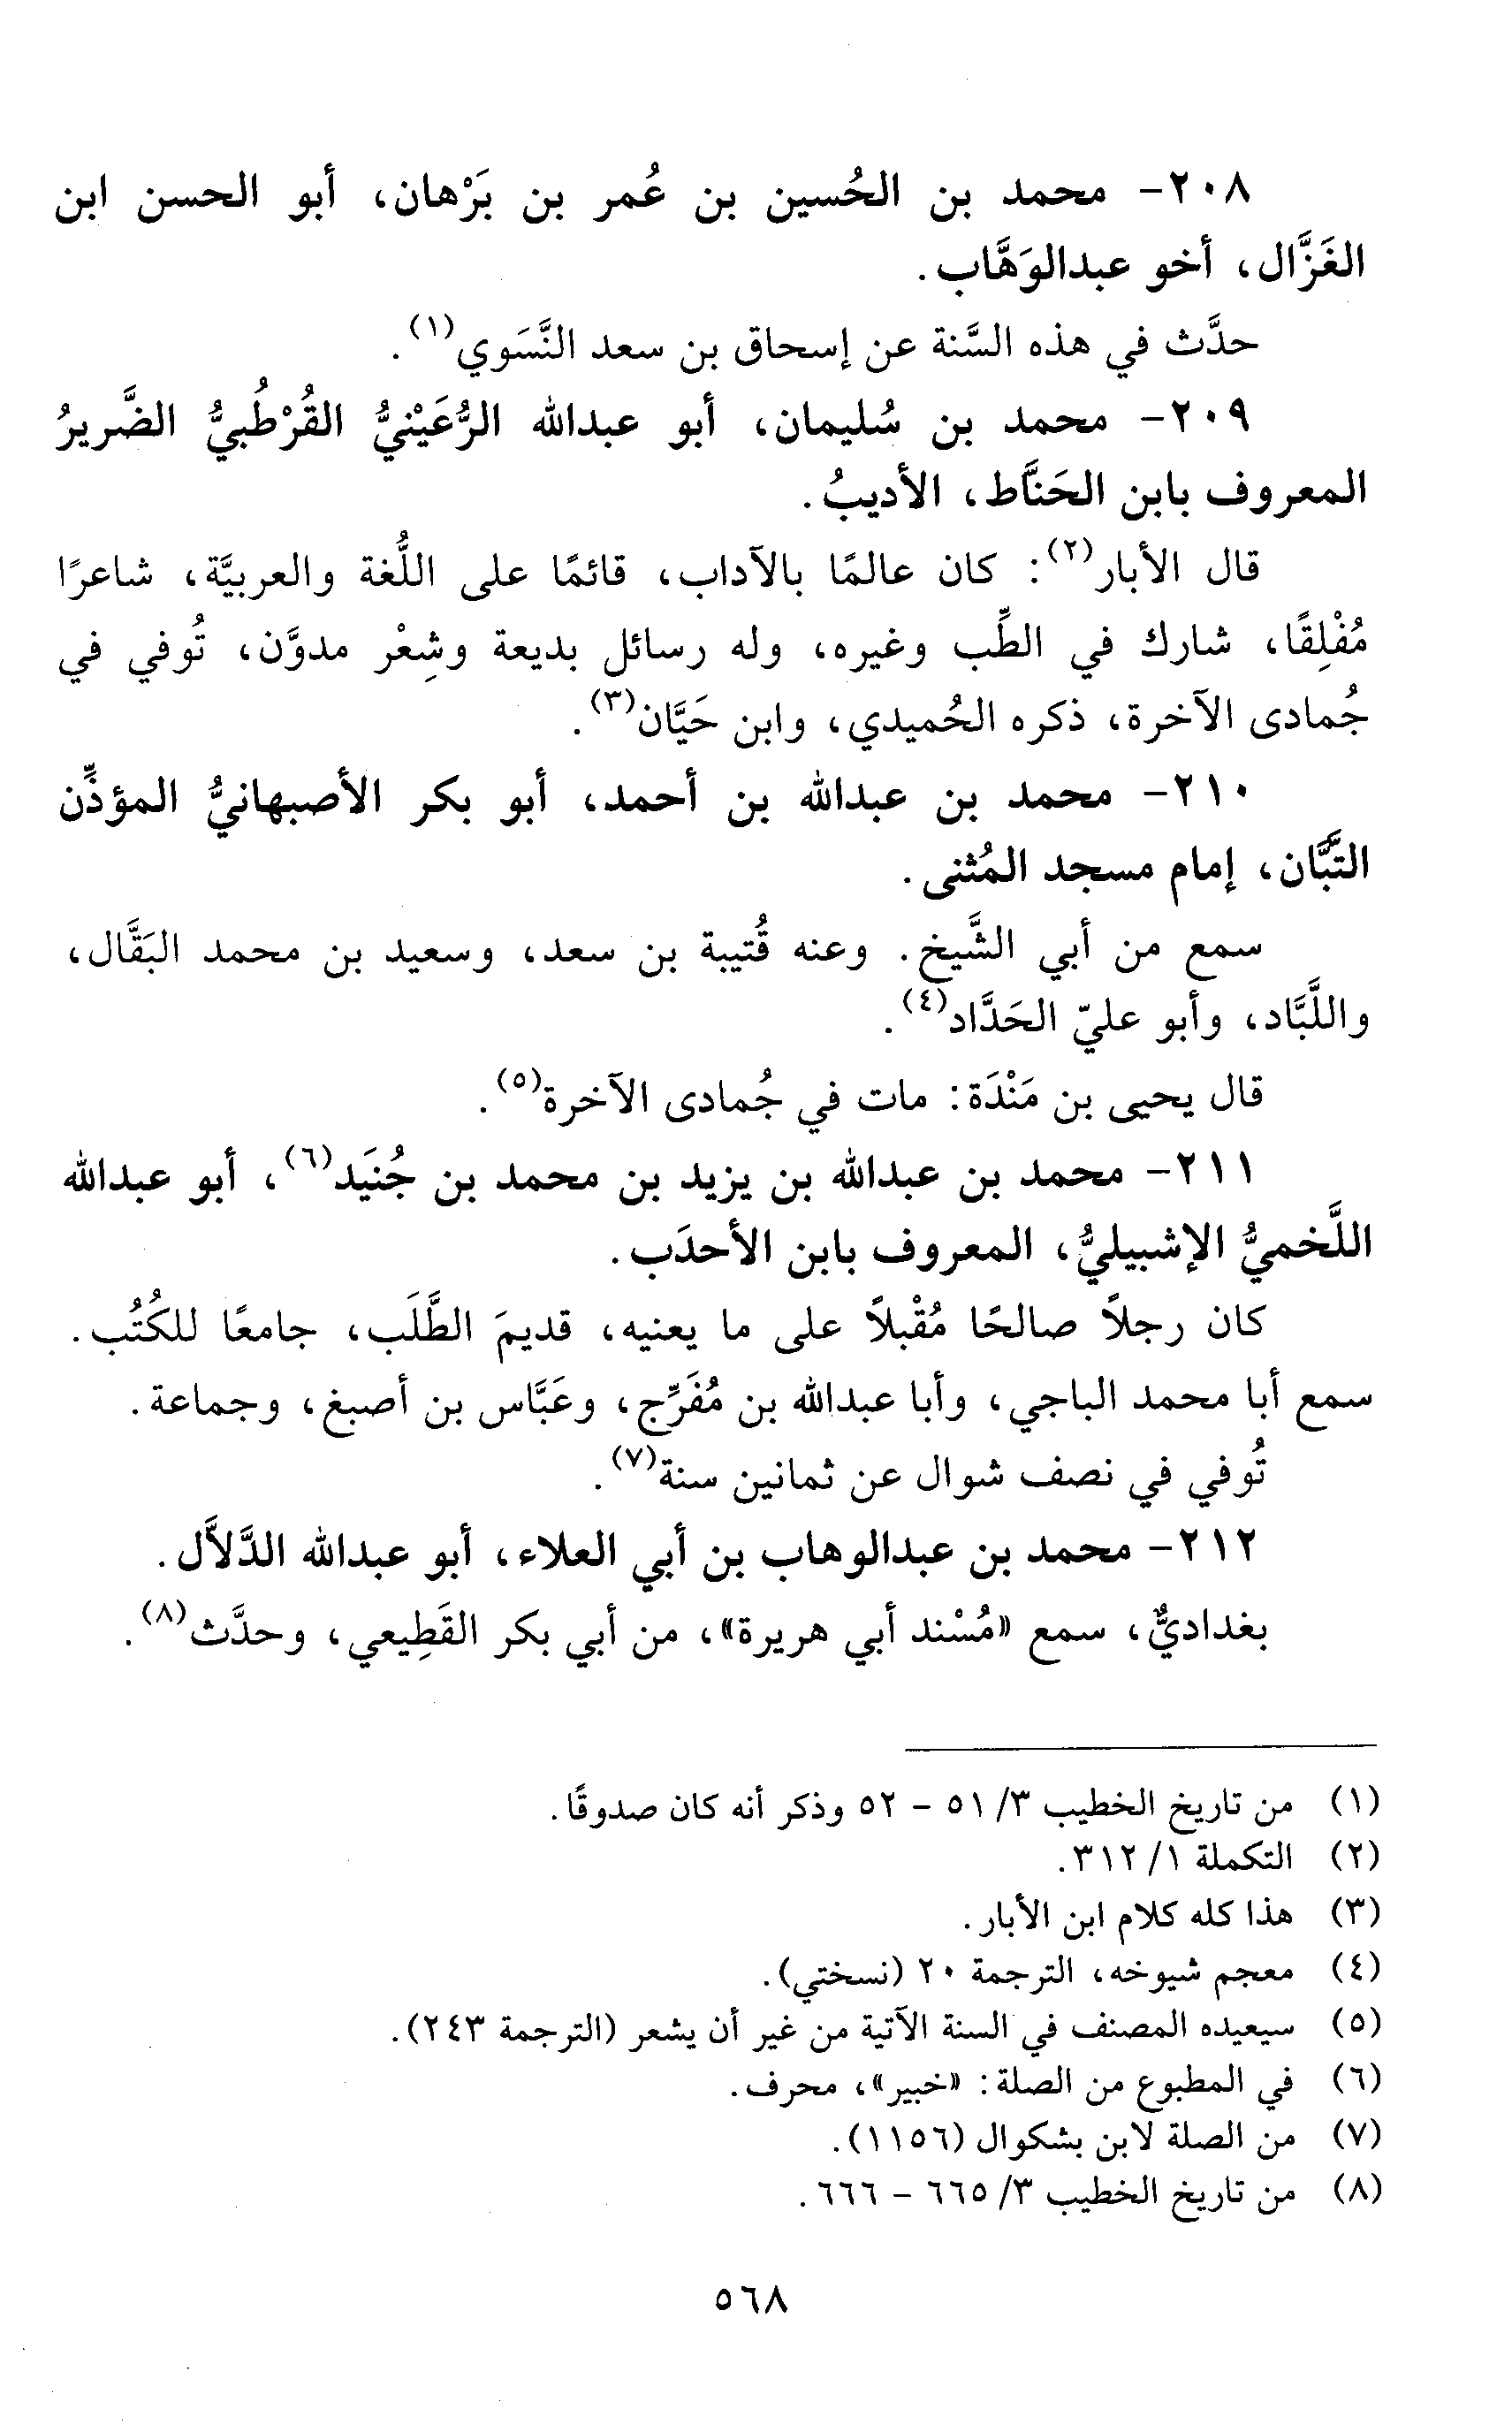 ٢٠٨- محمد بن الحُسين بن عُمر بن بَرْهان، أبو الحسن ابن
الغَزَّال، أخو عبدالوَهَّاب.
حدَّث في هذه السَّنة عن إسحاق بن سعد النَّسَوي(١).
٢٠٩- محمد بن سُليمان، أبو عبدالله الرُّعَيْنيُّ القُرْطُبيُّ الضَّريرُ
المعروف بابن الحَنَّاط، الأديبُ.
قال الأبار(٢): كان عالمًا بالآداب، قائمًا على اللُّغة والعربيَّة، شاعرًا
مُفْلِقًا، شارك في الطِّب وغيره، وله رسائل بديعة وشِعْر مدوَّن، تُوفي في
جُمادى الآخرة، ذكره الحُميدي، وابن حَيَّان(٣).
٢١٠- محمد بن عبدالله بن أحمد، أبو بكر الأصبهانيُّ المؤذِّن
التبَّان، إمام مسجد المُثنى.
سمع من أبي الشَّيخ. وعنه قُتيبة بن سعد، وسعيد بن محمد البَقَّال،
واللَّبَّاد، وأبو عليّ الحَدَّاد(٤).
قال يحيى بن مَنْدَة: مات في جُمادى الآخرة(٥).
٢١١- محمد بن عبدالله بن يزيد بن محمد بن جُنيَد(٦)، أبو عبدالله
اللَّخميُّ الإشبيليُّ، المعروف بابن الأحدَب.
كان رجلاً صالحًا مُقْبلاً على ما يعنيه، قديمَ الطَّلَب، جامعًا للكُتُب.
سمع أبا محمد الباجي، وأبا عبدالله بن مُفَرِّج، وعَبَّاس بن أصبغ، وجماعة.
تُوفي في نصف شوال عن ثمانين سنة(٧).
٢١٢- محمد بن عبدالوهاب بن أبي العلاء، أبو عبدالله الدَّلاَّل.
بغداديٌّ، سمع «مُسْند أبي هريرة»، من أبي بكر القَطِيعي، وحدَّث(٨).
(١) من تاريخ الخطيب ٣/ ٥١ - ٥٢ وذكر أنه كان صدوقًا.
(٢) التكملة ١/ ٣١٢.
(٣) هذا كله كلام ابن الأبار.
(٤) معجم شيوخه، الترجمة ٢٠ (نسختي).
(٥) سيعيده المصنف في السنة الآتية من غير أن يشعر (الترجمة ٢٤٣).
(٦) في المطبوع من الصلة: «خبير»، محرف.
(٧) من الصلة لابن بشكوال (١١٥٦).
(٨) من تاريخ الخطيب ٣/ ٦٦٥ - ٦٦٦.
٥٦٨